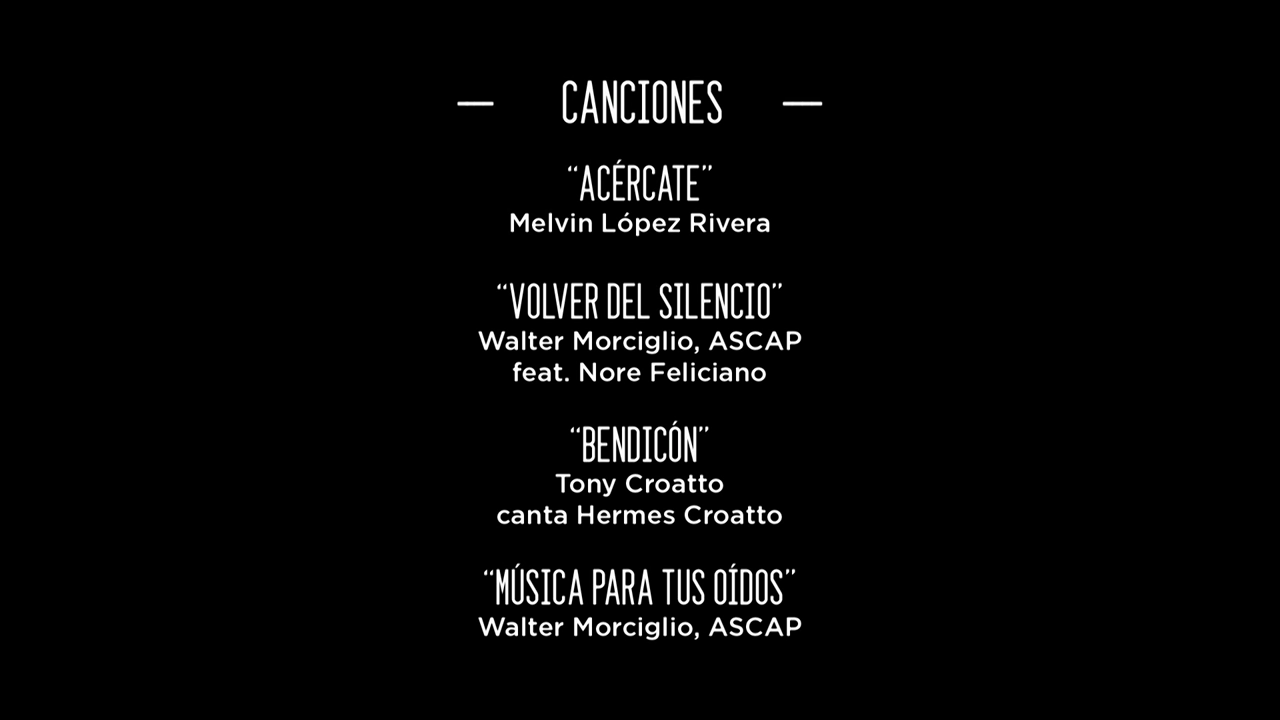 — CANCIONES —
“ACÉRCATE”
Melvin López Rivera
“VOLVER DEL SILENCIO”
Walter Morciglio, ASCAP
feat. Nore Feliciano
“BENDICÓN”
Tony Croatto
canta Hermes Croatto
“MÚSICA PARA TUS OÍDOS”
Walter Morciglio, ASCAP